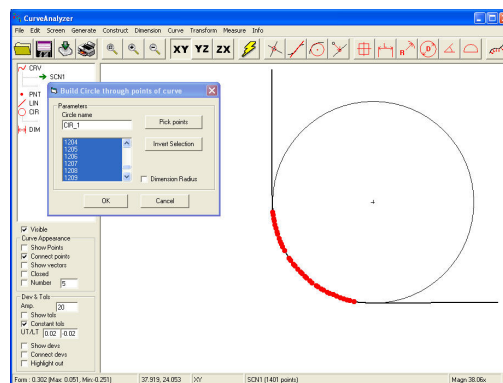 CurveAnalyzer
File Edit Screen Generate Construct Dimension Curve Transform Measure Info
XY YZ ZX
CRV
SCN1
PNT
LIN
CIR
DIM
Build Circle through points of curve
Parameters
Circle name
CIR_1
Pick points
1204
1205
1206
1207
1208
1209
Invert Selection
Dimension Radius
OK Cancel
Visible
Curve Appearance
Show Points
Connect points
Show vectors
Closed
Number 5
Dev & Tols
Amp. 20
Show tols
Constant tols
UT/LT 0.02 -0.02
Show devs
Connect devs
Highlight out
Form : 0.302 (Max: 0.051, Min:-0.251) 37.919, 24.053 XY SCN1 (1401 points) Magn 38.06x